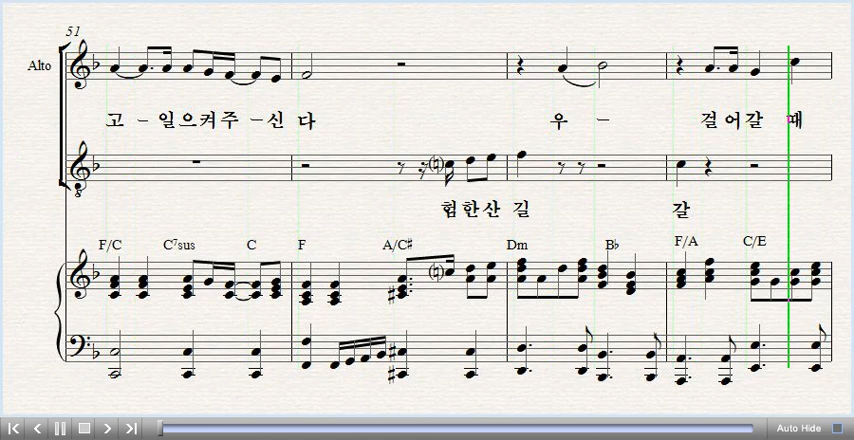 51
Alto
고 - 일으켜주 - 신 다 우 - 걸어갈 때
험한산 길 갈
F/C C7sus C F A/C♯ Dm B♭ F/A C/E
Auto Hide